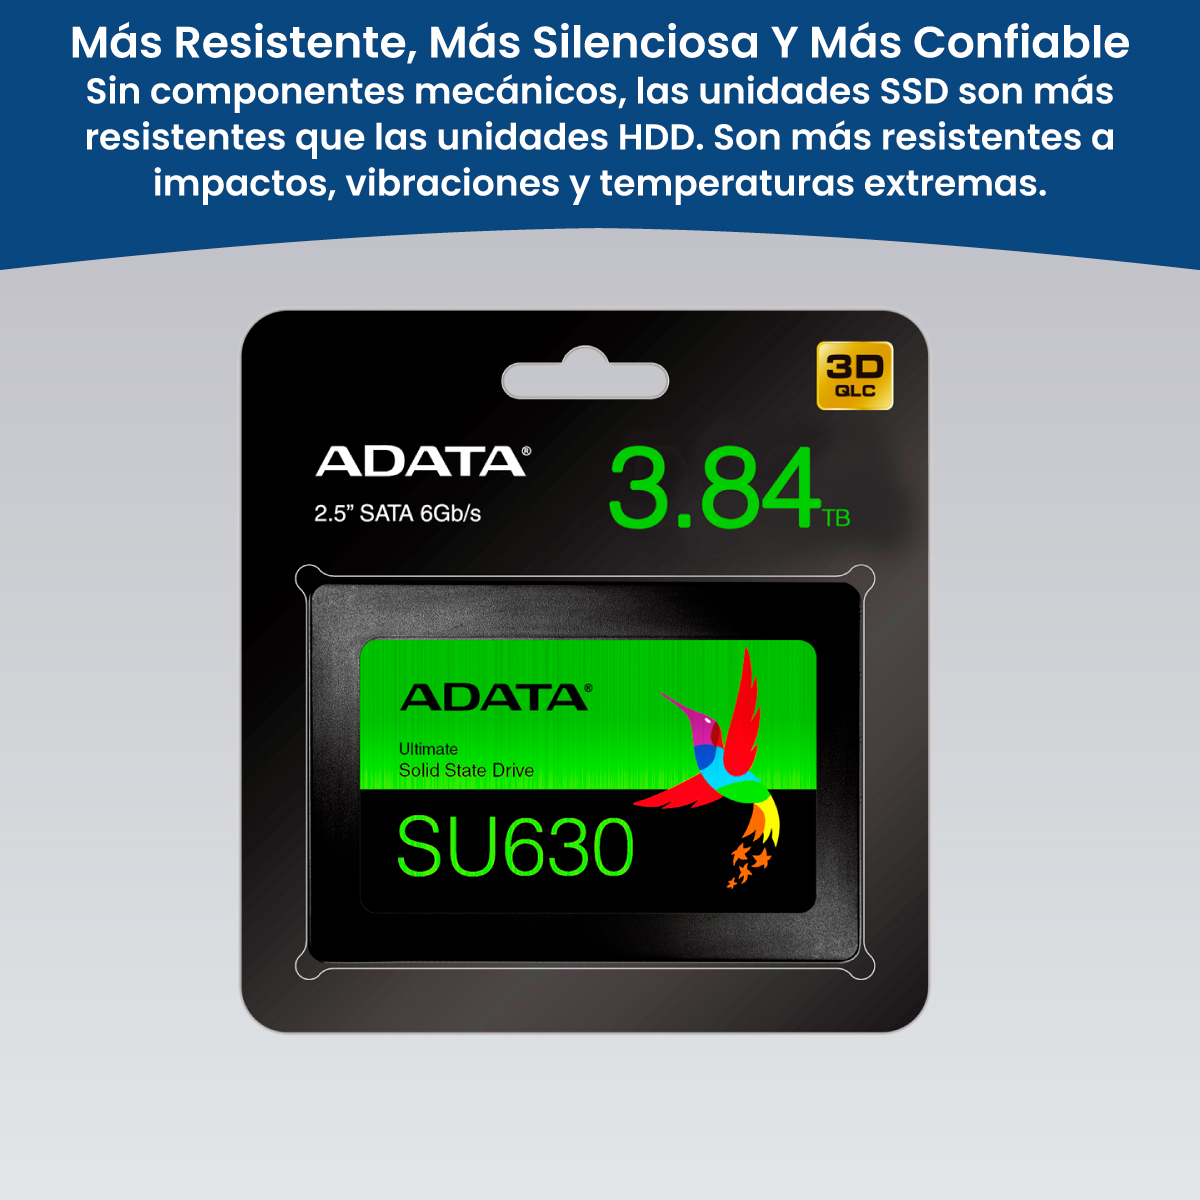 Más Resistente, Más Silenciosa Y Más Confiable
Sin componentes mecánicos, las unidades SSD son más
resistentes que las unidades HDD. Son más resistentes a
impactos, vibraciones y temperaturas extremas.
3D
QLC
ADATA®
3.84TB
2.5” SATA 6Gb/s
ADATA®
Ultimate
Solid State Drive
SU630